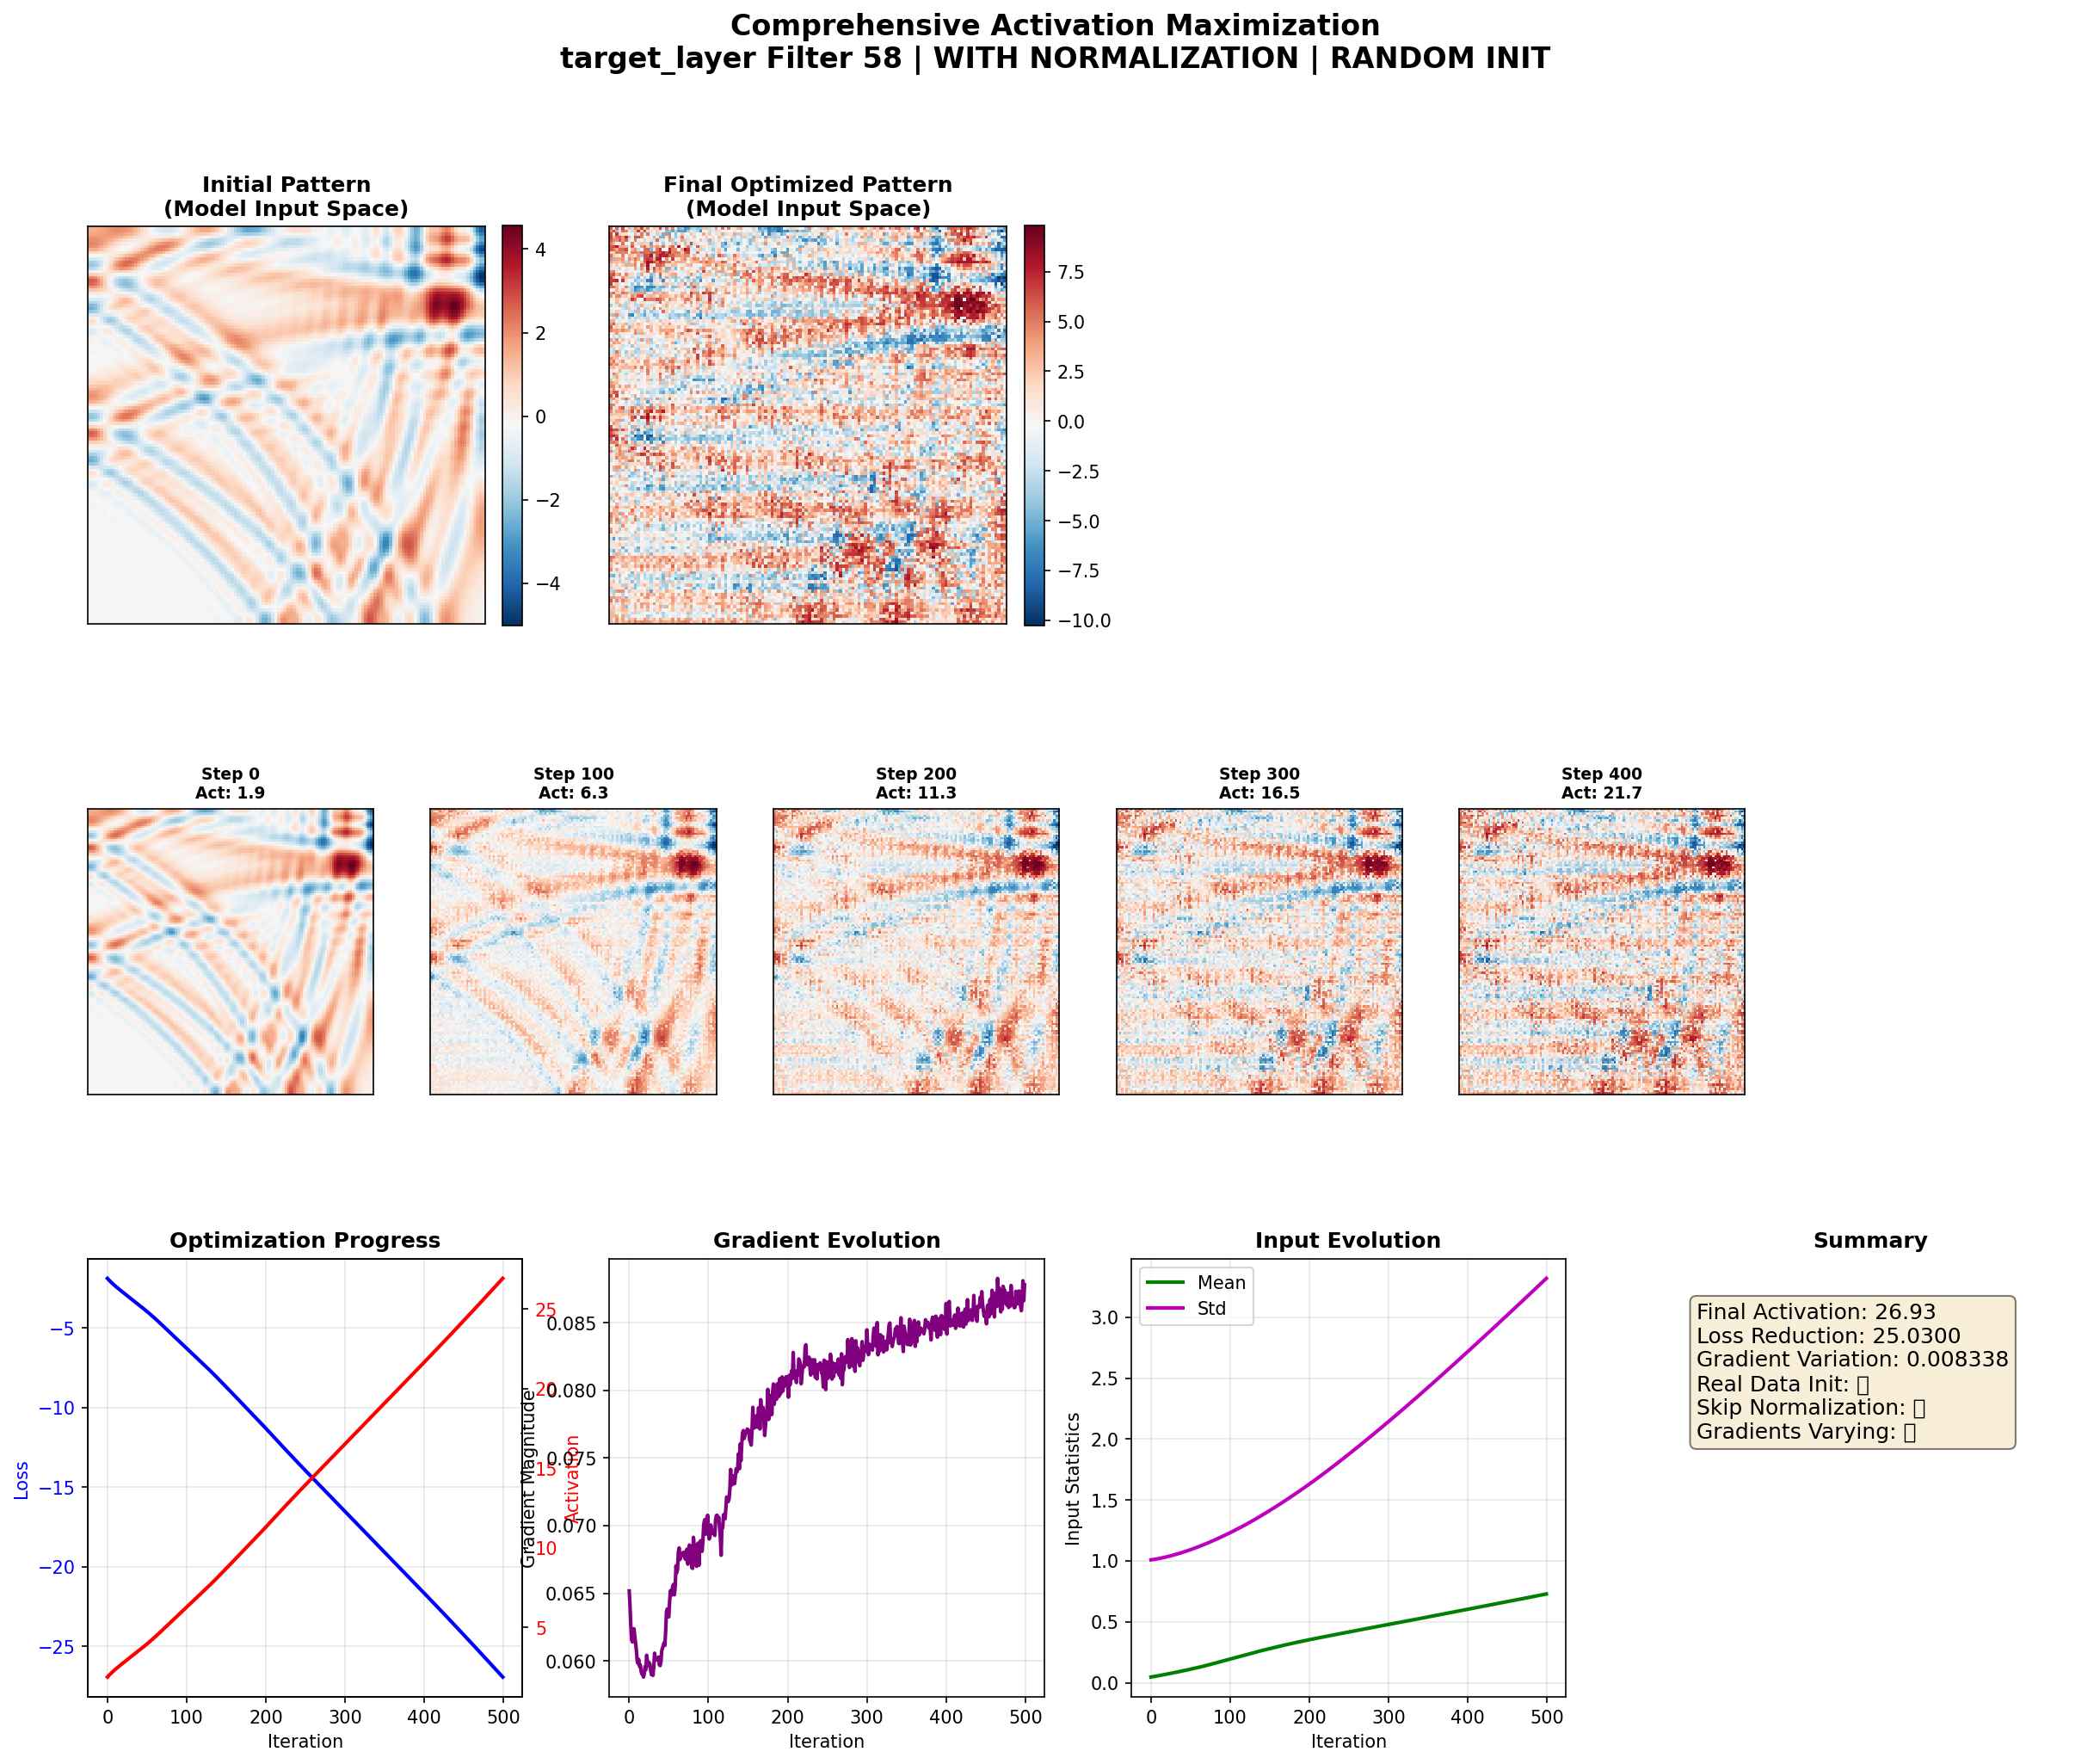 Comprehensive Activation Maximization
target_layer Filter 58 | WITH NORMALIZATION | RANDOM INIT
Initial Pattern
(Model Input Space)
4
2
0
−2
−4
Final Optimized Pattern
(Model Input Space)
7.5
5.0
2.5
0.0
−2.5
−5.0
−7.5
−10.0
Step 0
Act: 1.9
Step 100
Act: 6.3
Step 200
Act: 11.3
Step 300
Act: 16.5
Step 400
Act: 21.7
Optimization Progress
Loss
−5
−10
−15
−20
−25
0 100 200 300 400 500
Iteration
25
20
15
10
5
Activation
Gradient Evolution
Gradient Magnitude
0.085
0.080
0.075
0.070
0.065
0.060
0 100 200 300 400 500
Iteration
Input Evolution
Mean
Std
Input Statistics
3.0
2.5
2.0
1.5
1.0
0.5
0.0
0 100 200 300 400 500
Iteration
Summary
Final Activation: 26.93
Loss Reduction: 25.0300
Gradient Variation: 0.008338
Real Data Init:
Skip Normalization:
Gradients Varying: